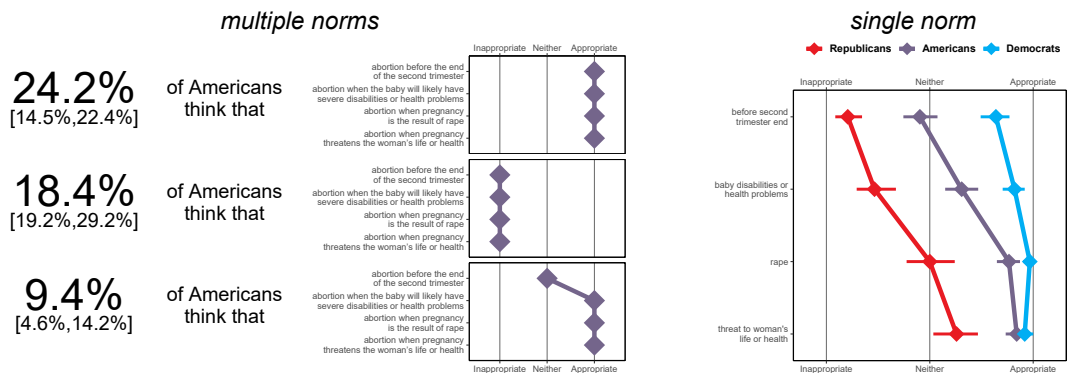 multiple norms
single norm
Republicans Americans Democrats
Inappropriate Neither Appropriate
24.2%
[14.5%,22.4%]
of Americans
think that
abortion before the end
of the second trimester
abortion when the baby will likely have
severe disabilities or health problems
abortion when pregnancy
is the result of rape
abortion when pregnancy
threatens the woman's life or health
18.4%
[19.2%,29.2%]
of Americans
think that
abortion before the end
of the second trimester
abortion when the baby will likely have
severe disabilities or health problems
abortion when pregnancy
is the result of rape
abortion when pregnancy
threatens the woman's life or health
9.4%
[4.6%,14.2%]
of Americans
think that
abortion before the end
of the second trimester
abortion when the baby will likely have
severe disabilities or health problems
abortion when pregnancy
is the result of rape
abortion when pregnancy
threatens the woman's life or health
Inappropriate Neither Appropriate
Inappropriate Neither Appropriate
before second
trimester end
baby disabilities or
health problems
rape
threat to woman's
life or health
Inappropriate Neither Appropriate